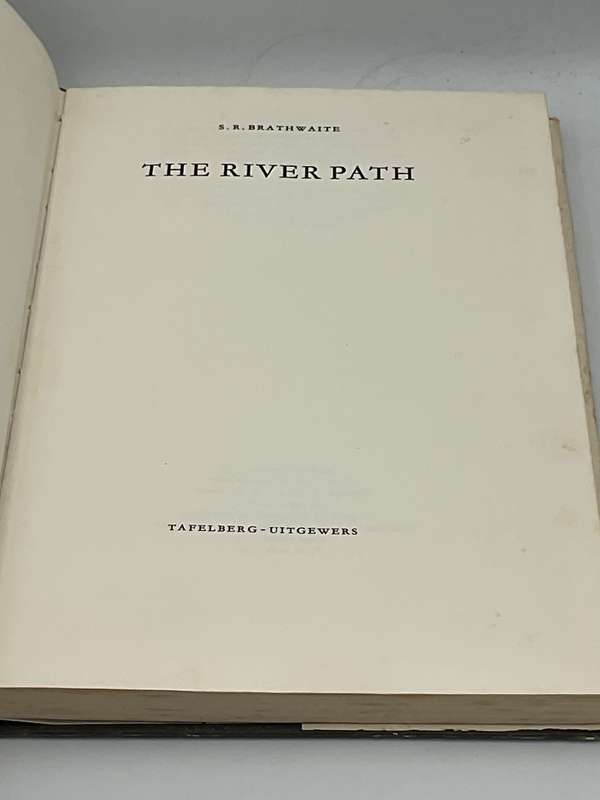 S. R. BRATHWAITE
THE RIVER PATH
TAFELBERG-UITGEWERS